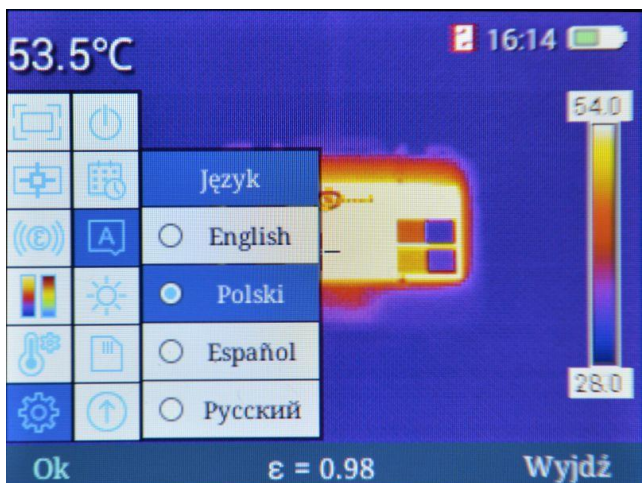 53.5°C
16:14
54.0
Język
English
Polski
Español
Русский
28.0
Ok
ε = 0.98
Wyjdź